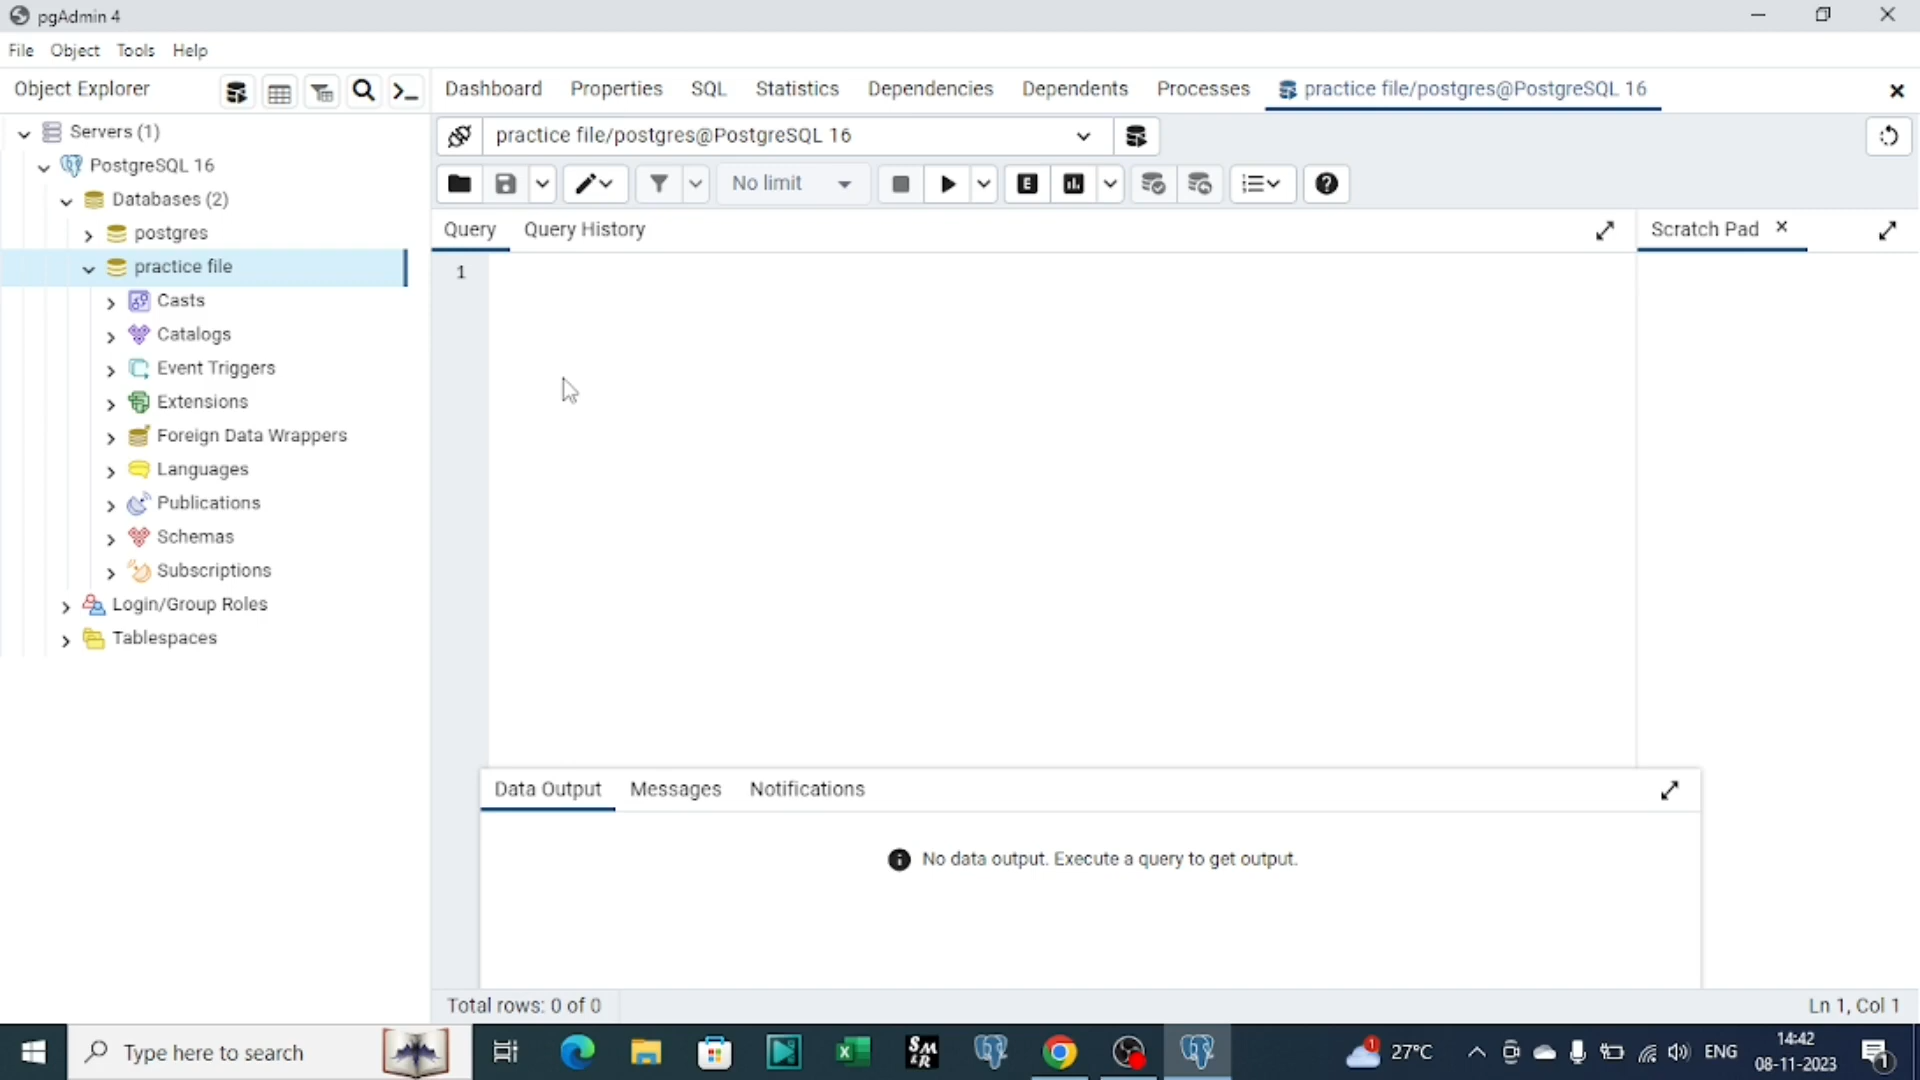 pgAdmin 4
File Object Tools Help
Object Explorer
Dashboard Properties SQL Statistics Dependencies Dependents Processes practice file/postgres@PostgreSQL 16
Servers (1)
PostgreSQL 16
Databases (2)
postgres
practice file
Casts
Catalogs
Event Triggers
Extensions
Foreign Data Wrappers
Languages
Publications
Schemas
Subscriptions
Login/Group Roles
Tablespaces
practice file/postgres@PostgreSQL 16
No limit
E
Query Query History
Scratch Pad
1
Data Output Messages Notifications
No data output. Execute a query to get output.
Total rows: 0 of 0
Ln 1, Col 1
Type here to search
27°C
ENG
14:42
08-11-2023